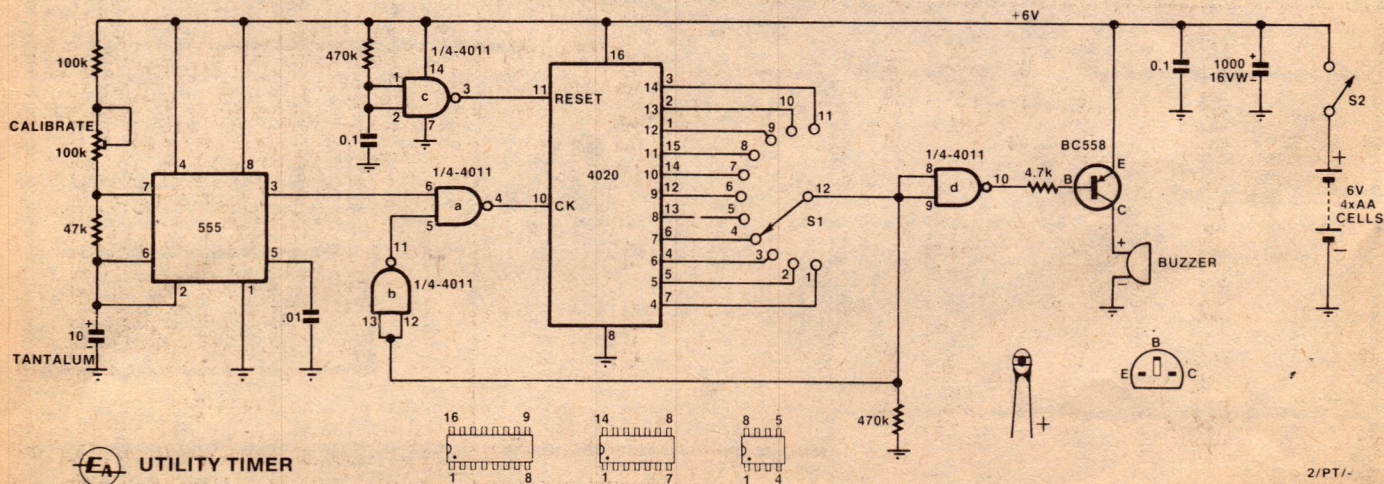 +6V
100k
CALIBRATE
100k
47k
10 +
-
TANTALUM
4
8
7
3
555
6
5
2
1
.01
470k
1/4-4011
14
1
2
c
3
7
0.1
1/4-4011
6
5
a
4
11
b
1/4-4011
13
12
16
11
RESET
4020
10
CK
8
14
13
12
11
10
9
8
7
6
5
4
3
2
1
15
14
12
13
6
4
5
7
11
10
9
8
7
6
5
4
3
2
1
12
S1
1/4-4011
8
9
d
10
4.7k
BC558
B
E
C
+
-
BUZZER
0.1
1000
16VW
+
-
S2
+
6V
4xAA
CELLS
-
470k
+
B
E
C
16
9
1
8
14
8
1
7
8
5
1
4
EA
UTILITY TIMER
2/PT/-